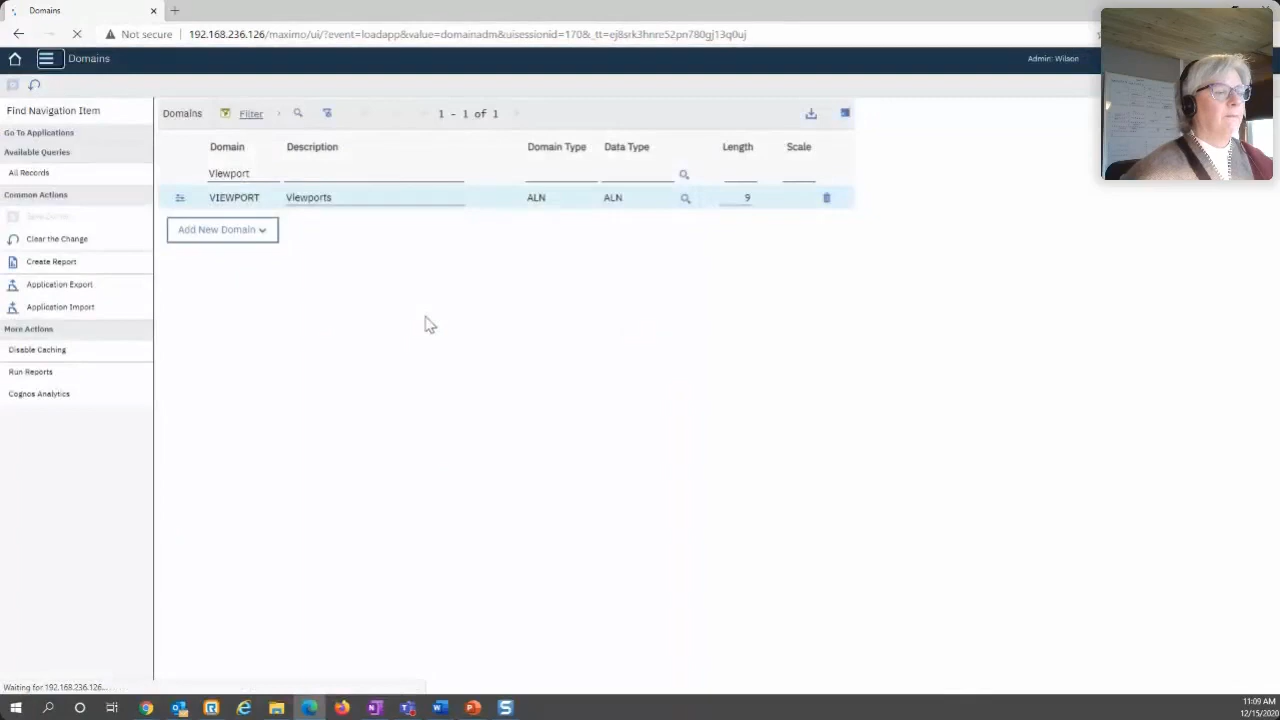 Domains
Not secure
192.168.236.126/maximo/ui/?event=loadapp&value=domainadm&uisessionid=1708&_tt=ej8srk3hnre52pn780gj13q0uj
Domains
Admin: Wilson
Find Navigation Item
Go To Applications
Available Queries
All Records
Common Actions
Clear the Change
Create Report
Application Export
Application Import
More Actions
Disable Caching
Run Reports
Cognos Analytics
Domains Filter 1 - 1 of 1
Domain Description Domain Type Data Type Length Scale
Viewport
VIEWPORT Viewports ALN ALN 9
Add New Domain
Waiting for 192.168.236.126...
11:09 AM
12/15/2020